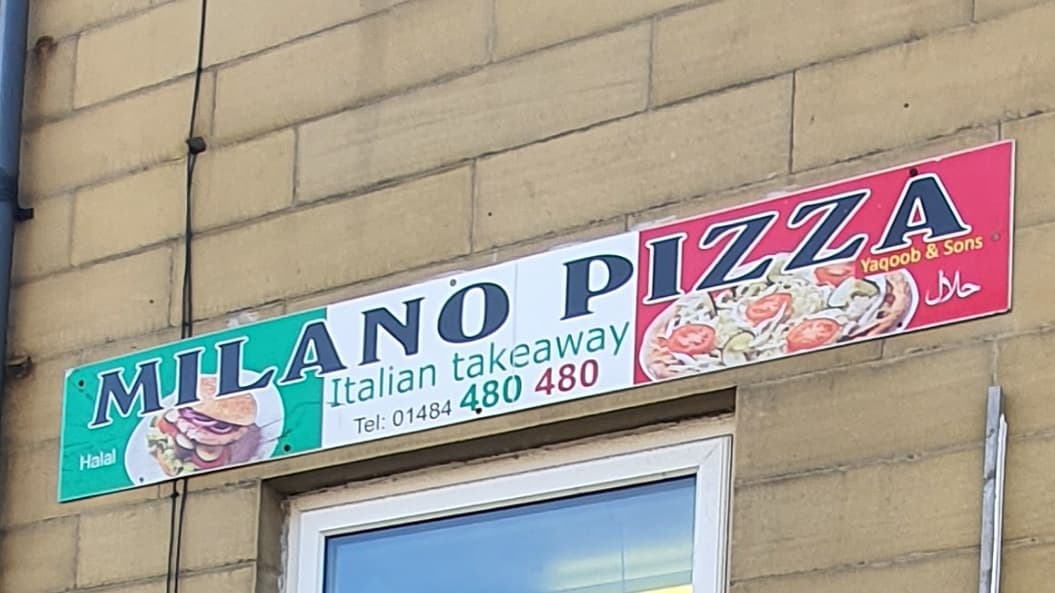 MILANO PIZZA
Yaqoob & Sons
Italian takeaway
Tel: 01484 480 480
Halal
حلال